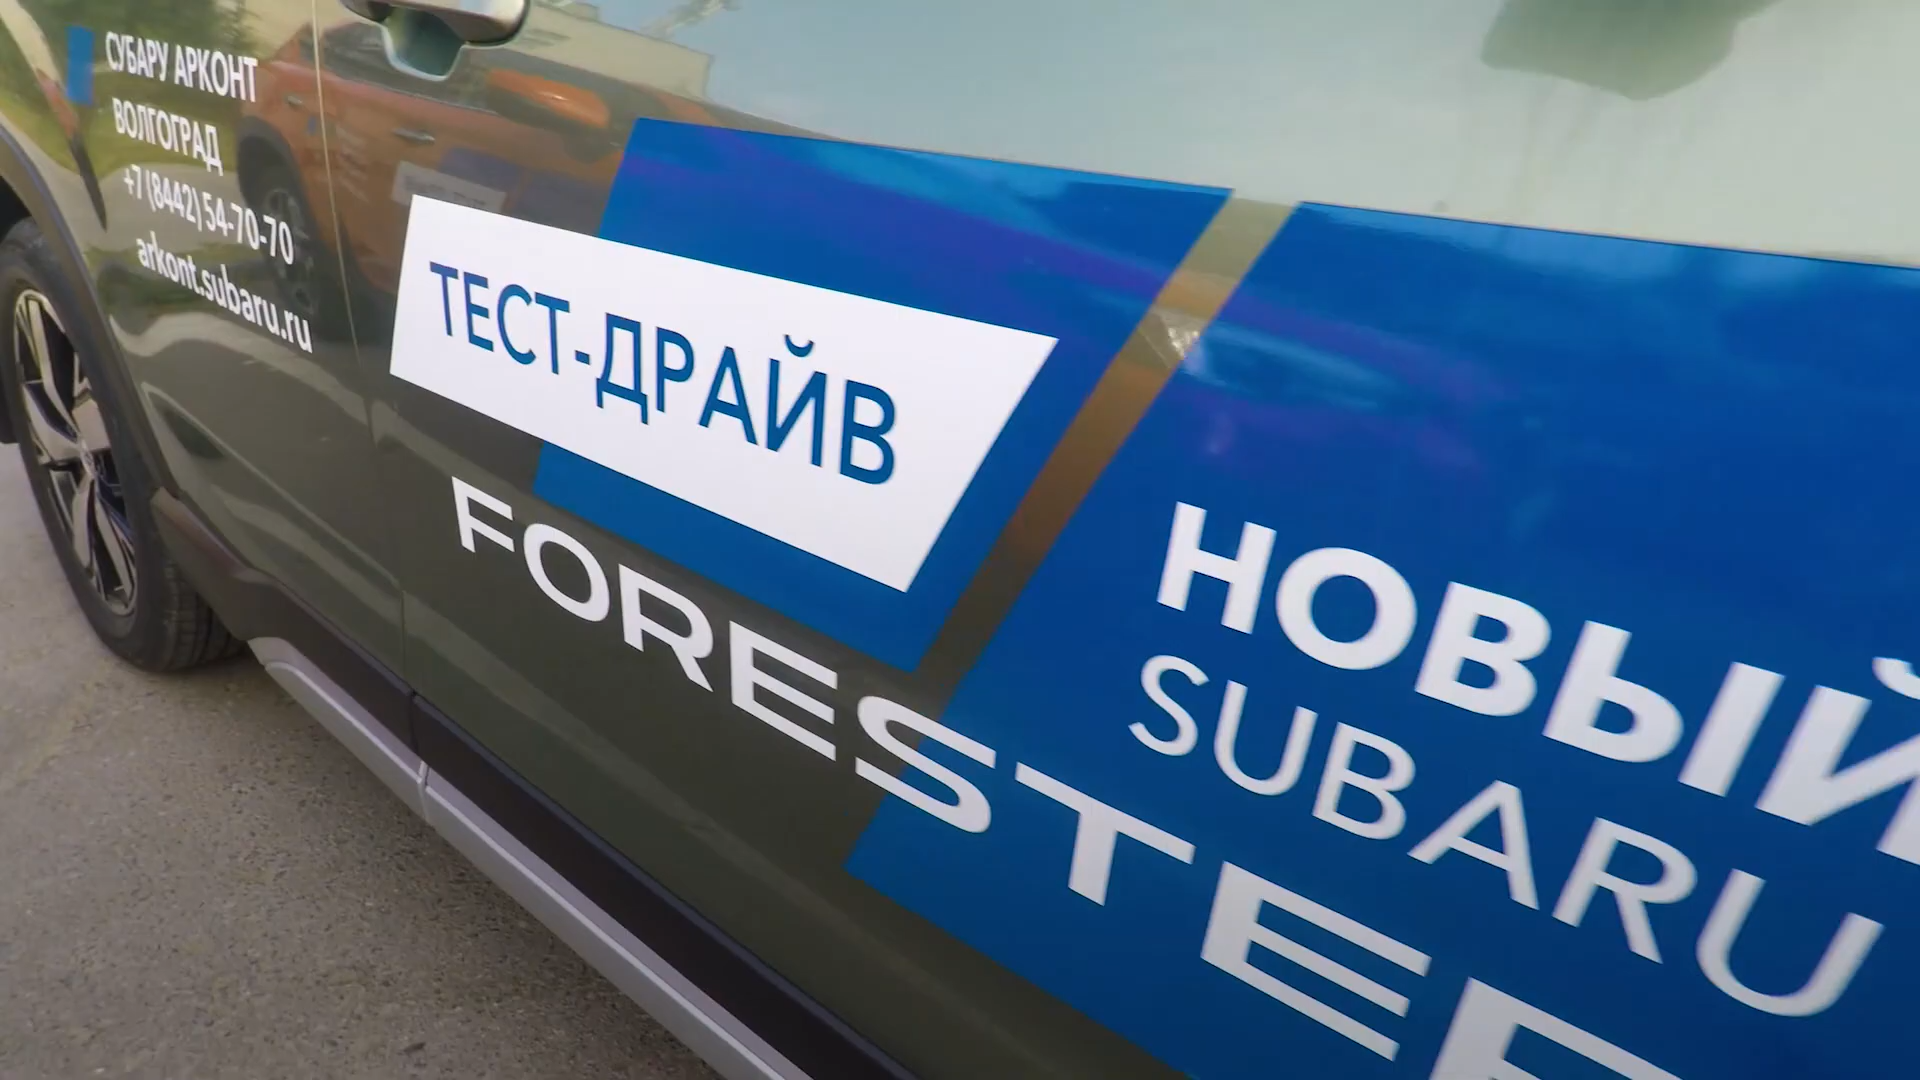 СУБАРУ АРКОНТ
ВОЛГОГРАД
+7 (8442) 54-70-70
arkont.subaru.ru
ТЕСТ-ДРАЙВ
FORESTER
НОВЫЙ
SUBARU